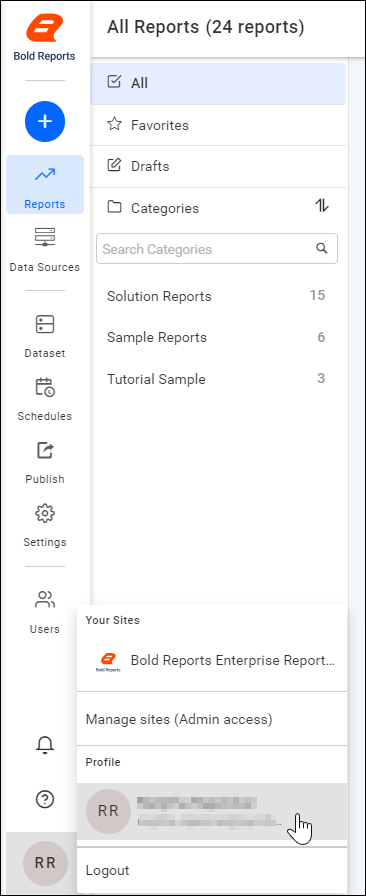 Bold Reports
Reports
Data Sources
Dataset
Schedules
Publish
Settings
Users
RR
All Reports (24 reports)
All
Favorites
Drafts
Categories
Search Categories
Solution Reports 15
Sample Reports 6
Tutorial Sample 3
Your Sites
Bold Reports
Bold Reports Enterprise Report...
Manage sites (Admin access)
Profile
RR
Logout